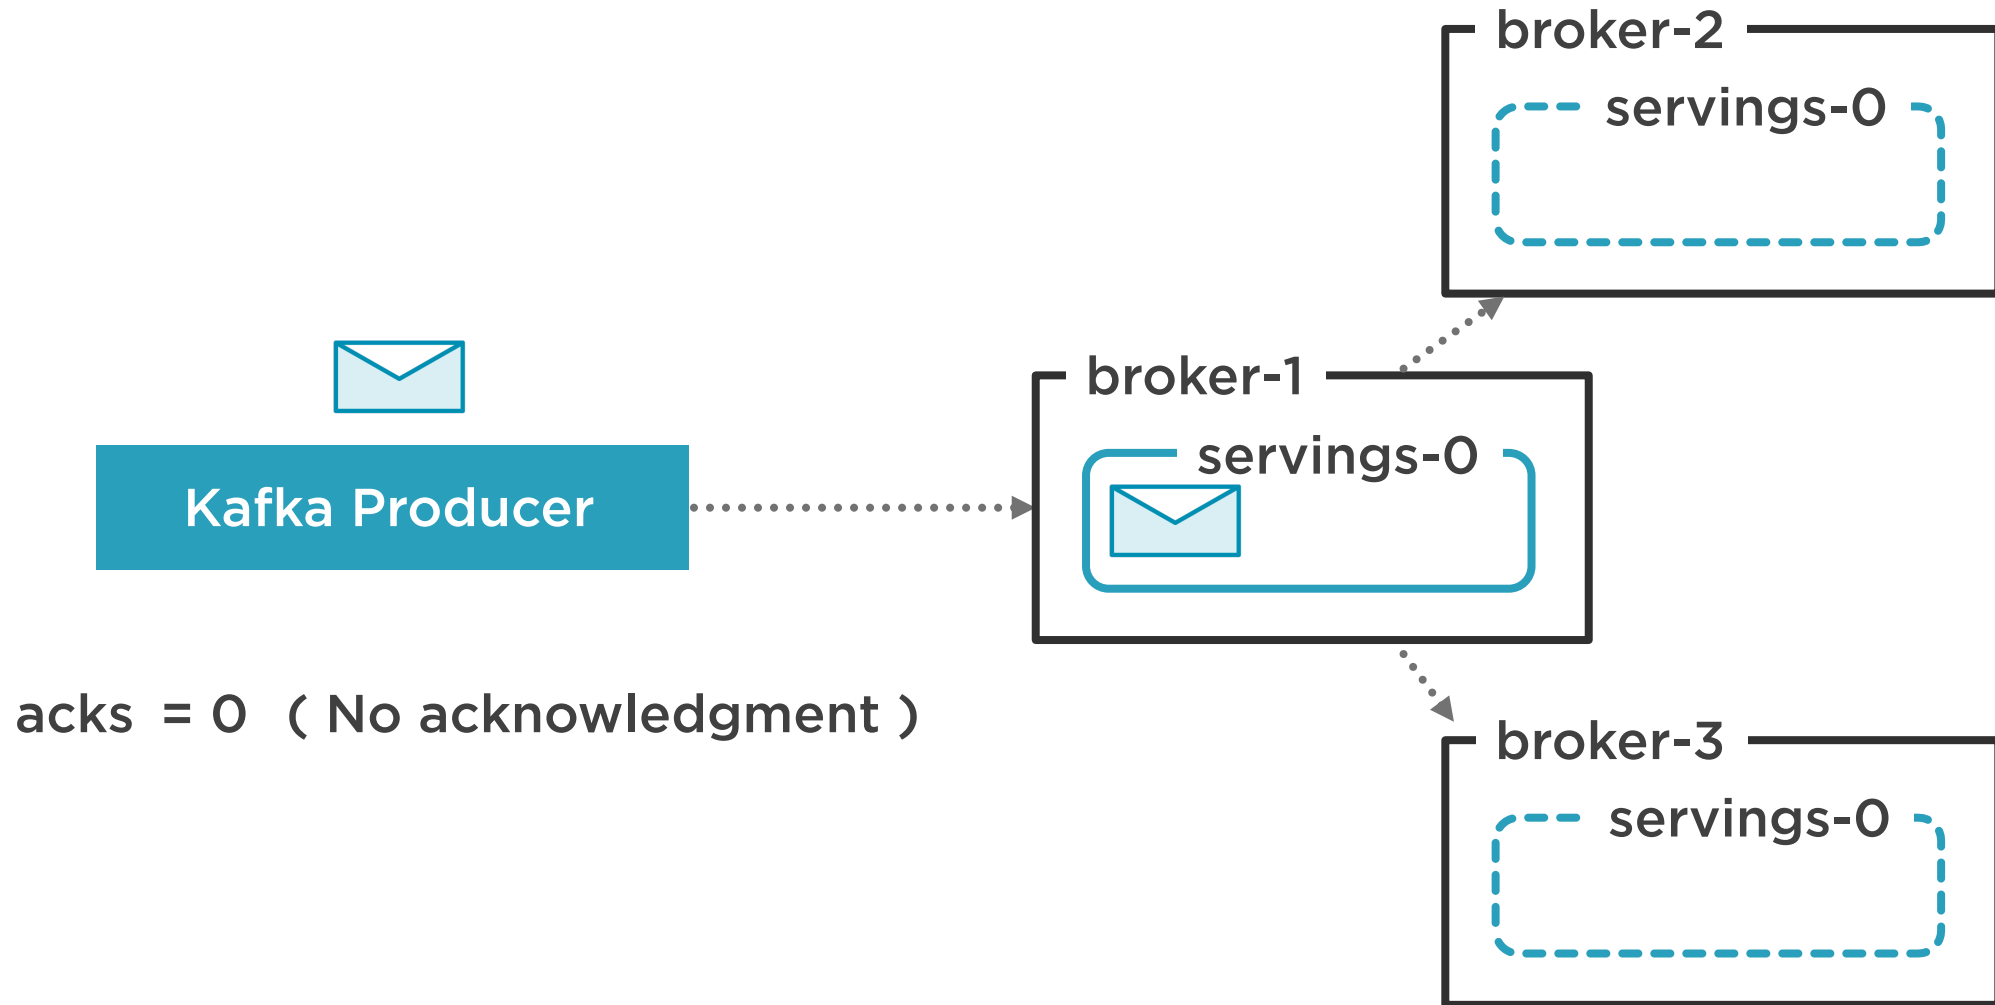 broker-2
servings-0
broker-1
servings-0
Kafka Producer
acks = 0 ( No acknowledgment )
broker-3
servings-0